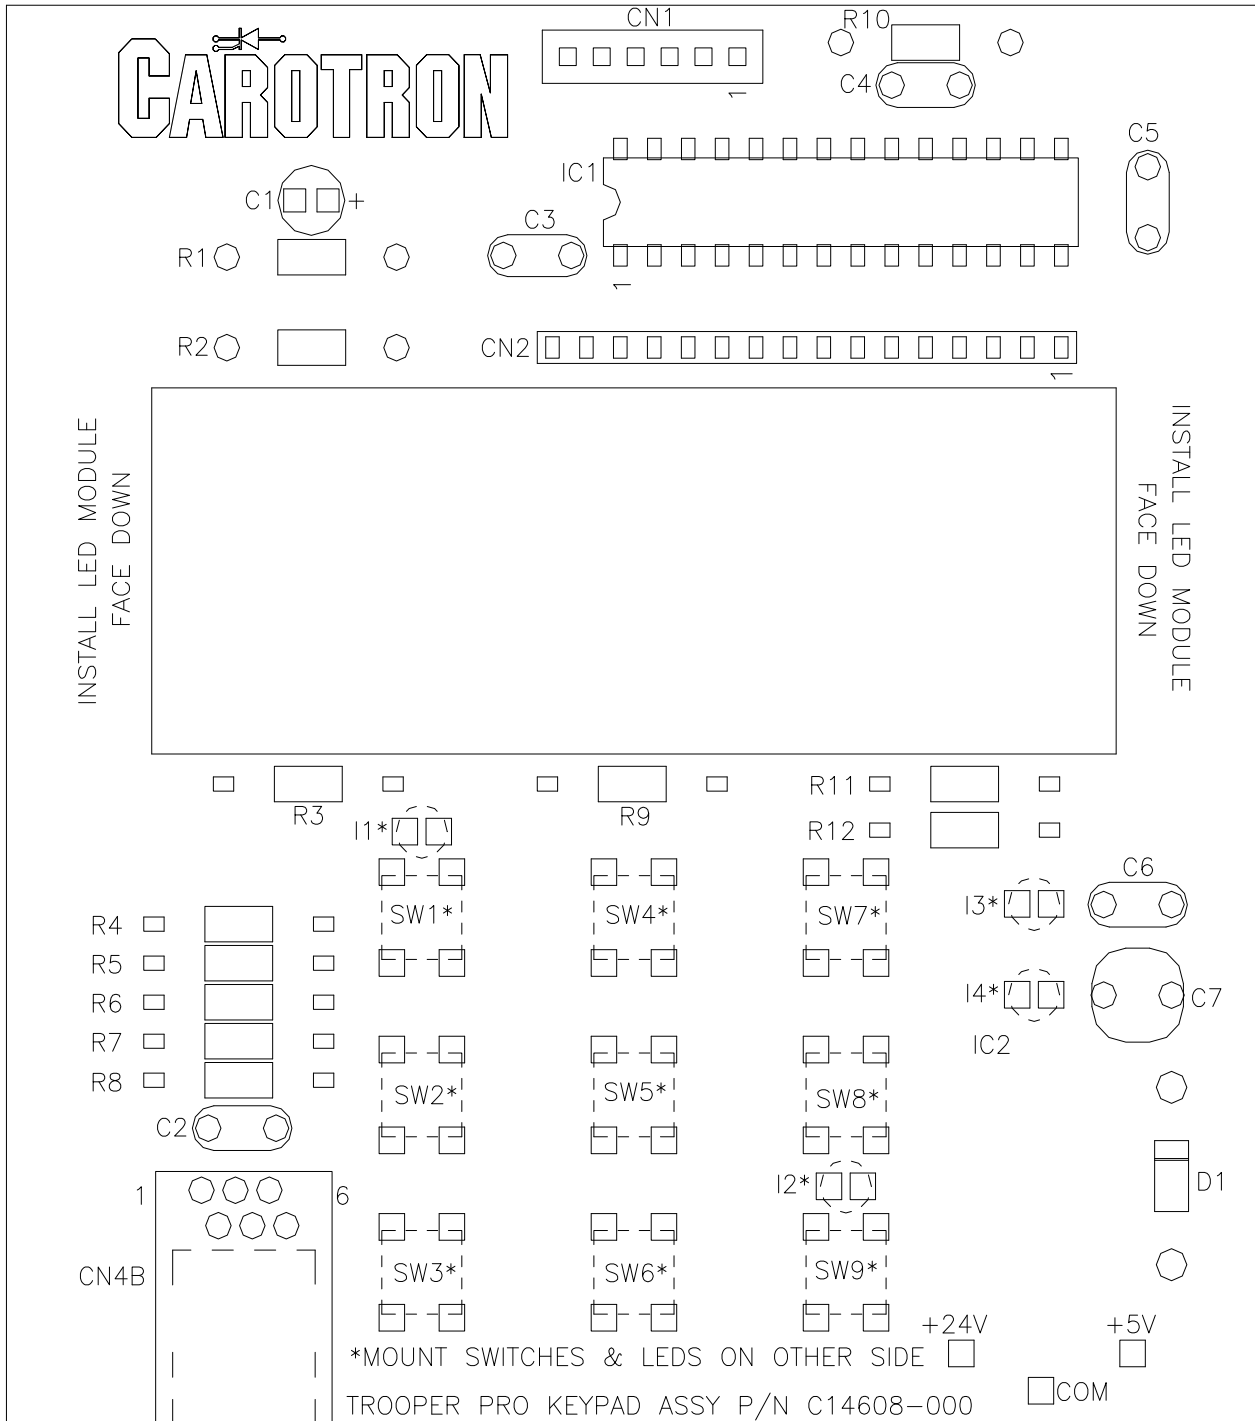 CAROTRON
CN1
1
R10
C4
C5
IC1
1
C1 +
C3
R1
R2
CN2
1
INSTALL LED MODULE
FACE DOWN
INSTALL LED MODULE
FACE DOWN
R3
R9
R11
R12
I1*
SW1*
SW4*
SW7*
I3*
C6
R4
R5
R6
R7
R8
I4*
C7
IC2
SW2*
SW5*
SW8*
C2
I2*
D1
1
6
CN4B
SW3*
SW6*
SW9*
+24V
+5V
*MOUNT SWITCHES & LEDS ON OTHER SIDE
COM
TROOPER PRO KEYPAD ASSY P/N C14608-000